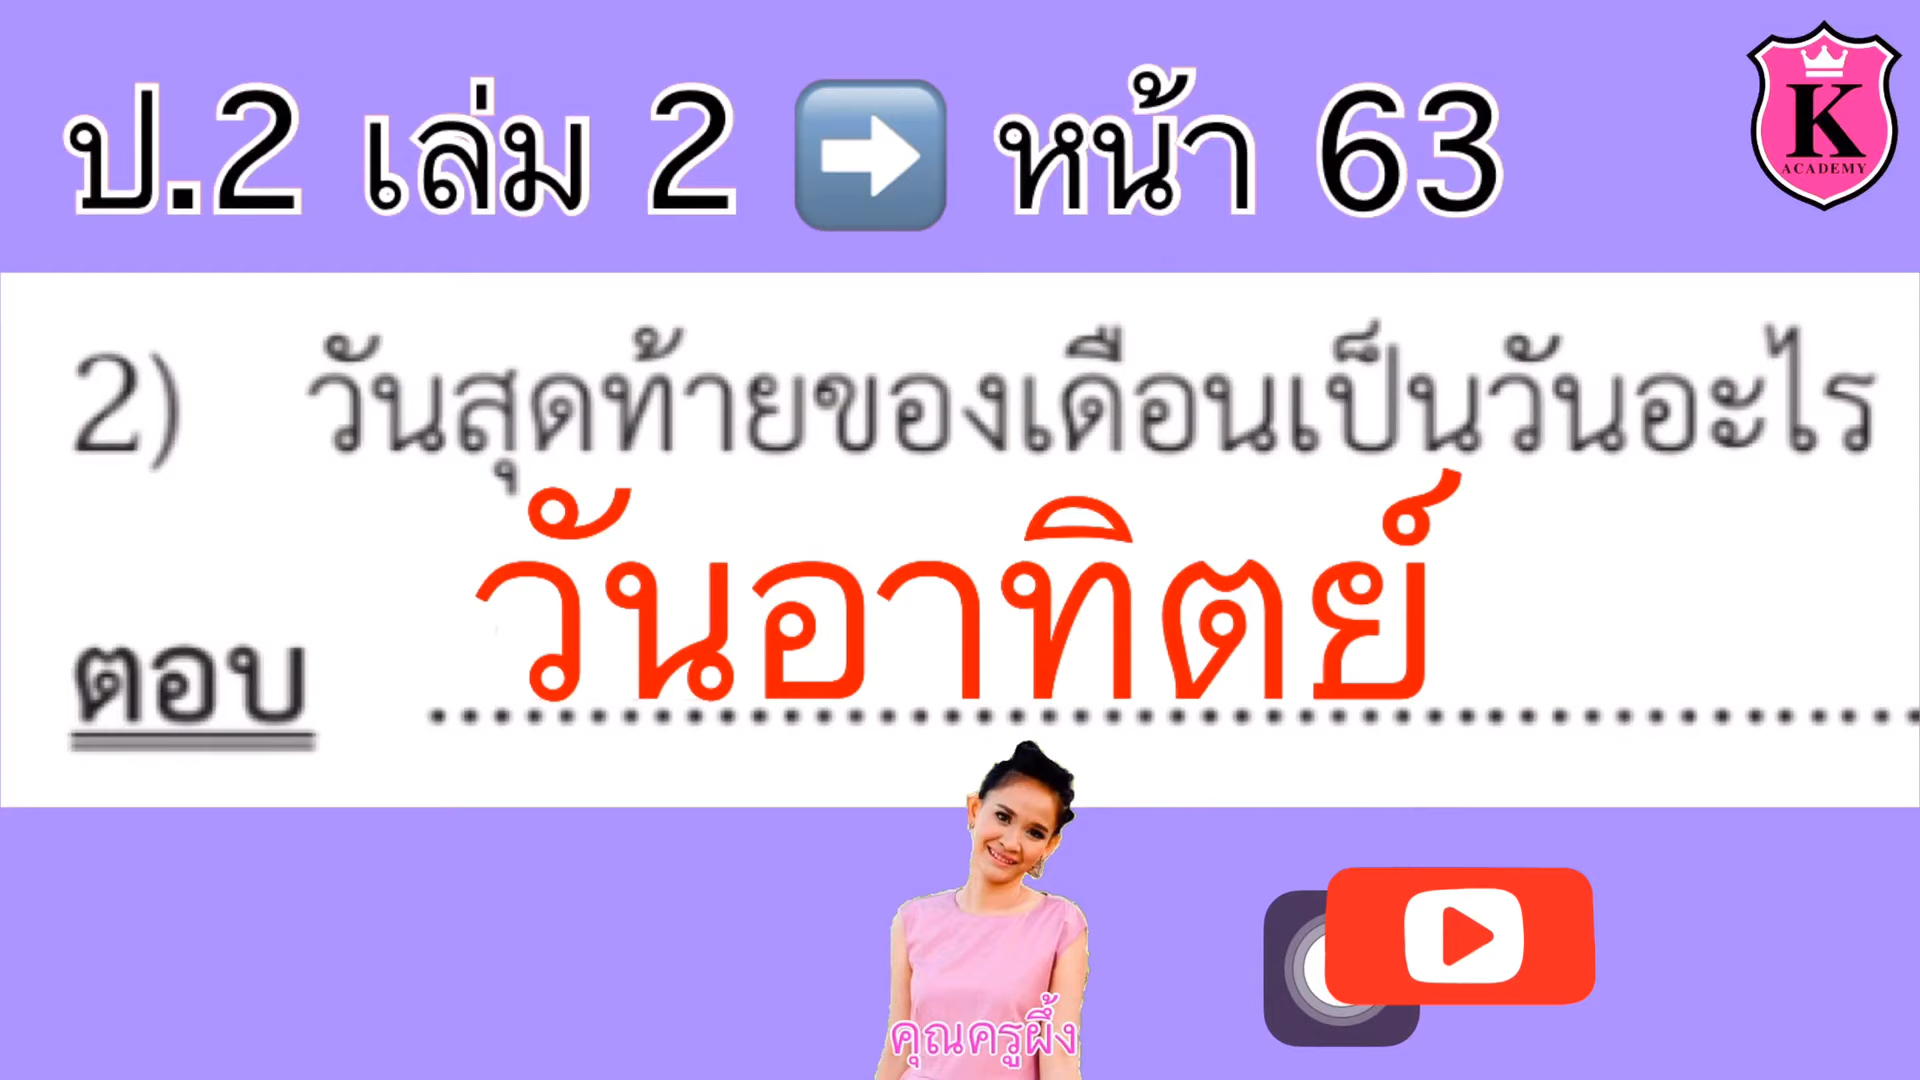 ป.2 เล่ม 2 ➡ หน้า 63
K
ACADEMY
2) วันสุดท้ายของเดือนเป็นวันอะไร
วันอาทิตย์
ตอบ
คุณครูผึ้ง